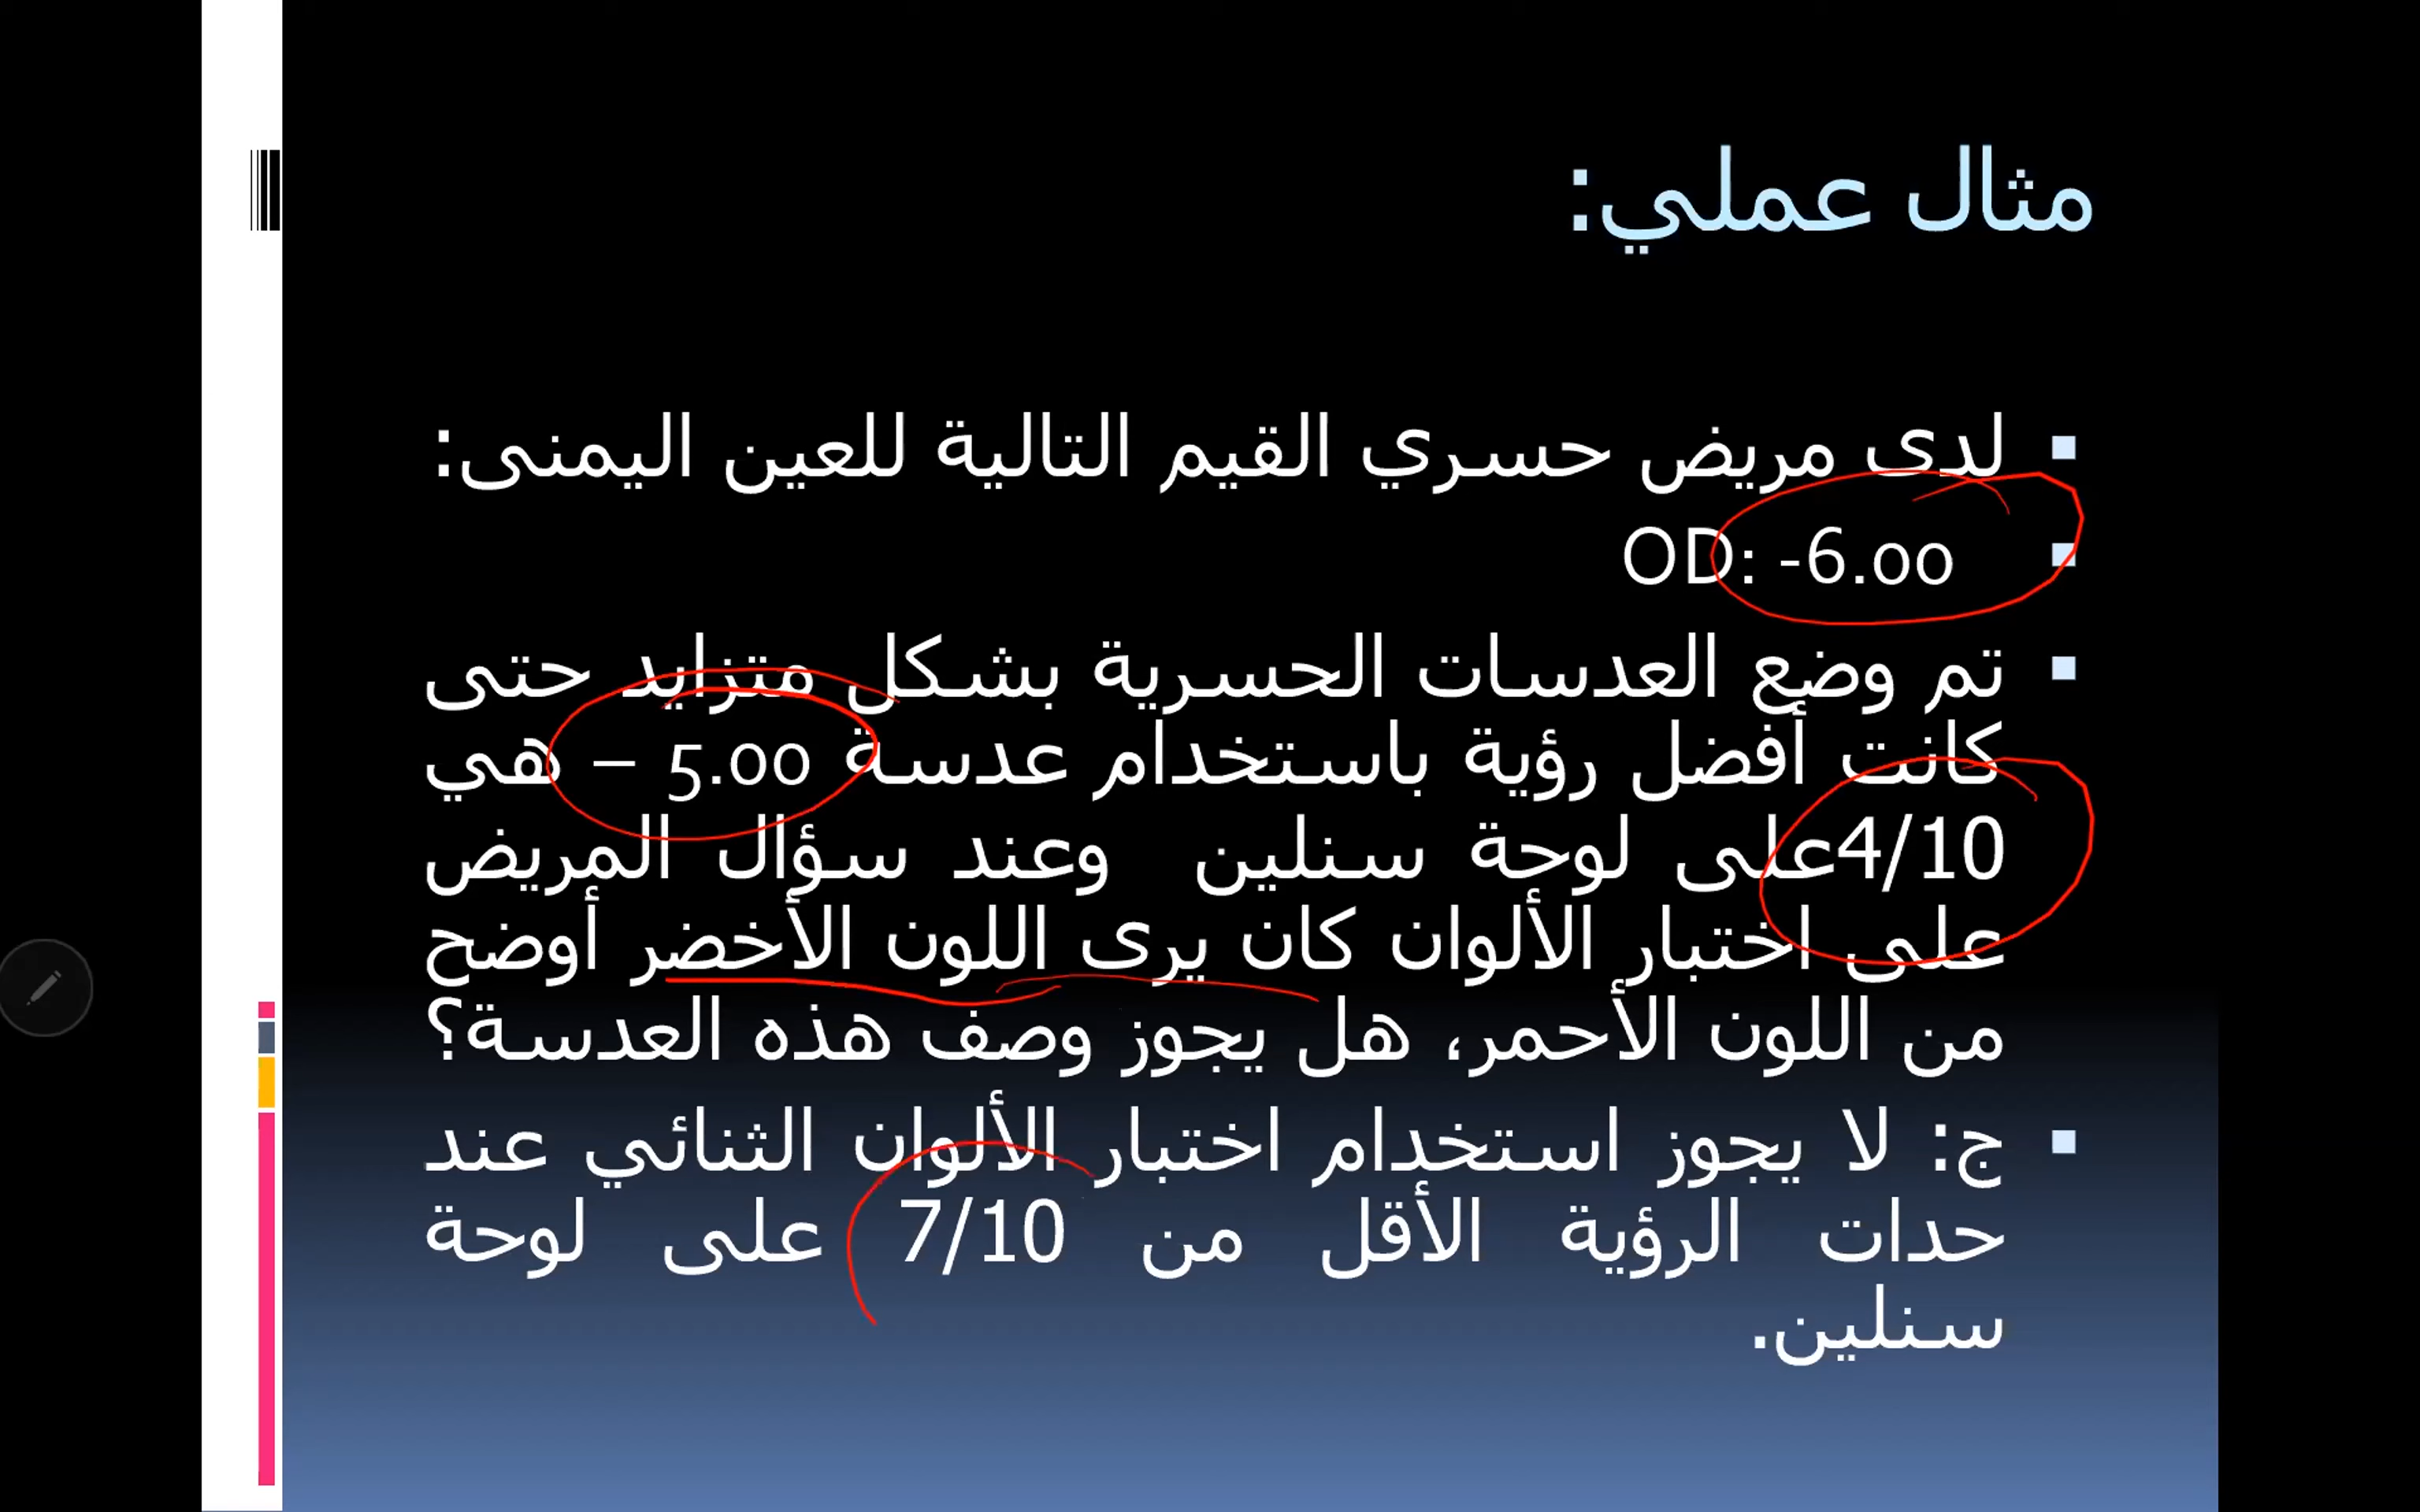 مثال عملي:
لدى مريض حسري القيم التالية للعين اليمنى:
OD: -6.00
تم وضع العدسات الحسرية بشكل متزايد حتى
كانت أفضل رؤية باستخدام عدسة 5.00 – هي
4/10على لوحة سنلين وعند سؤال المريض
على اختبار الألوان كان يرى اللون الأخضر أوضح
من اللون الأحمر، هل يجوز وصف هذه العدسة؟
ج: لا يجوز استخدام اختبار الألوان الثنائي عند
حدات الرؤية الأقل من 7/10 على لوحة
سنلين.